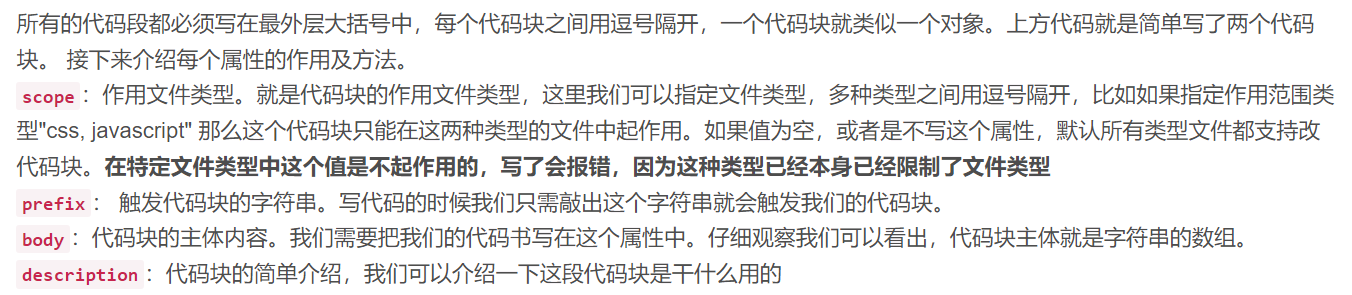 所有的代码段都必须写在最外层大括号中，每个代码块之间用逗号隔开，一个代码块就类似一个对象。上方代码就是简单写了两个代码
块。 接下来介绍每个属性的作用及方法。
scope： 作用文件类型。就是代码块的作用文件类型，这里我们可以指定文件类型，多种类型之间用逗号隔开，比如如果指定作用范围类
型"css, javascript" 那么这个代码块只能在这两种类型的文件中起作用。如果值为空，或者是不写这个属性，默认所有类型文件都支持改
代码块。在特定文件类型中这个值是不起作用的，写了会报错，因为这种类型已经本身已经限制了文件类型
prefix： 触发代码块的字符串。写代码的时候我们只需敲出这个字符串就会触发我们的代码块。
body：代码块的主体内容。我们需要把我们的代码书写在这个属性中。仔细观察我们可以看出，代码块主体就是字符串的数组。
description：代码块的简单介绍，我们可以介绍一下这段代码块是干什么用的